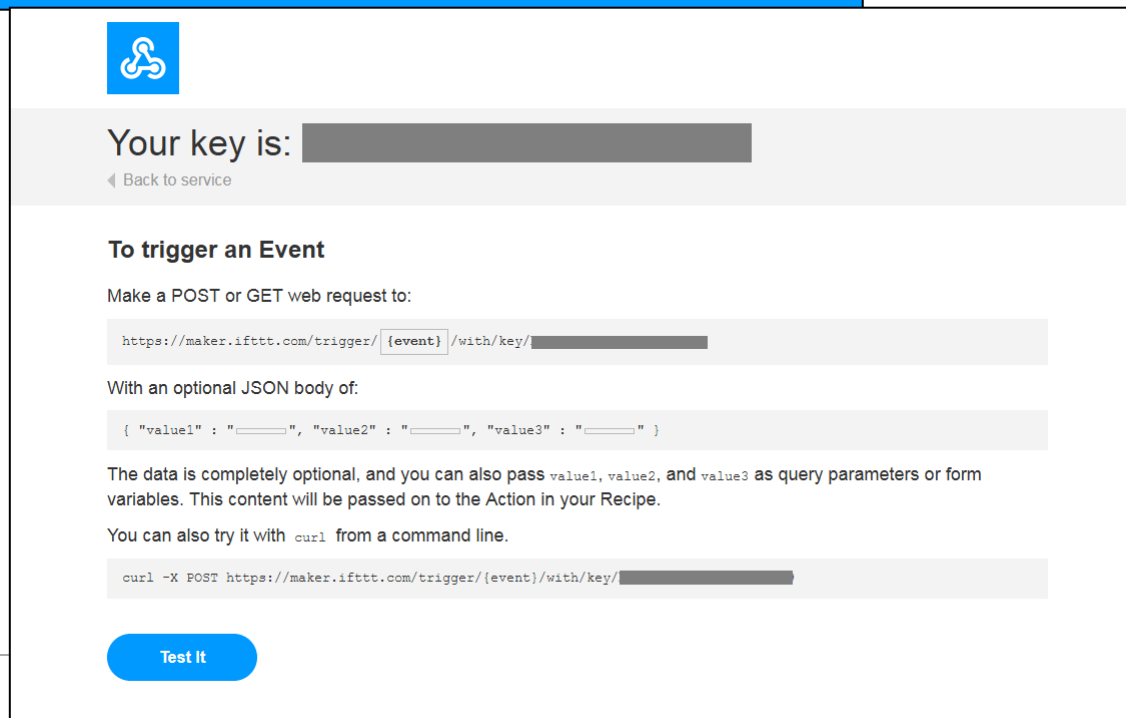 Your key is:
Back to service
To trigger an Event
Make a POST or GET web request to:
https://maker.ifttt.com/trigger/ {event} /with/key/
With an optional JSON body of:
{ "value1" : "", "value2" : "", "value3" : "" }
The data is completely optional, and you can also pass value1, value2, and value3 as query parameters or form
variables. This content will be passed on to the Action in your Recipe.
You can also try it with curl from a command line.
curl -X POST https://maker.ifttt.com/trigger/{event}/with/key/
Test It